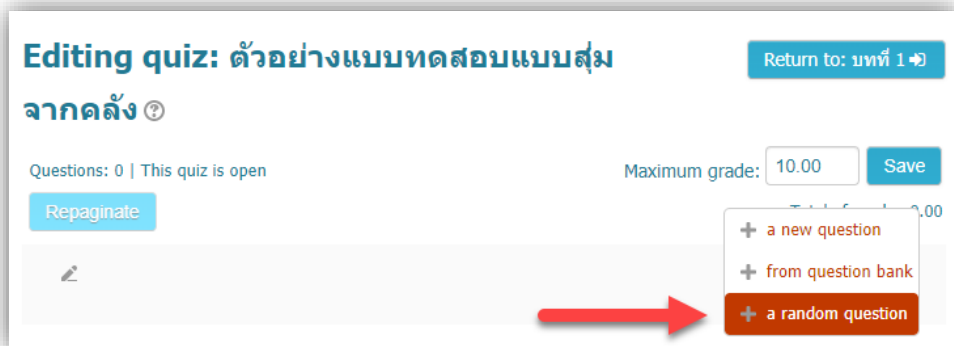 Editing quiz: ตัวอย่างแบบทดสอบแบบสุ่ม
จากคลัง
Return to: บทที่ 1
Questions: 0 | This quiz is open
Maximum grade: 10.00 Save
Repaginate
.00
a new question
from question bank
a random question